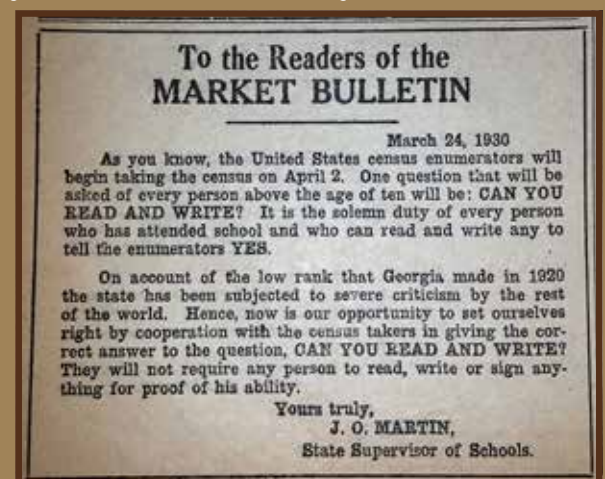 To the Readers of the
MARKET BULLETIN
March 24, 1930
As you know, the United States census enumerators will
begin taking the census on April 2. One question that will be
asked of every person above the age of ten will be: CAN YOU
READ AND WRITE? It is the solemn duty of every person
who has attended school and who can read and write any to
tell the enumerators YES.
On account of the low rank that Georgia made in 1920
the state has been subjected to severe criticism by the rest
of the world. Hence, now is our opportunity to set ourselves
right by cooperation with the census takers in giving the cor-
rect answer to the question, CAN YOU READ AND WRITE?
They will not require any person to read, write or sign any-
thing for proof of his ability.
Yours truly,
J. O. MARTIN,
State Supervisor of Schools.